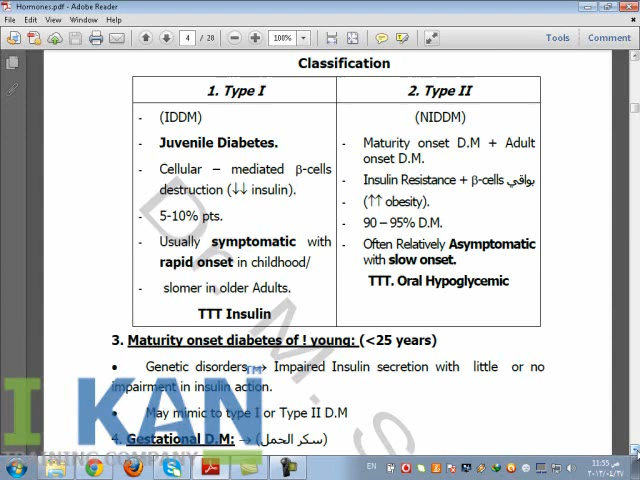 Hormones.pdf - Adobe Reader
File Edit View Window Help
4 / 28 100% Tools Comment
Classification
1. Type I
2. Type II
- (IDDM)
- Juvenile Diabetes.
- Cellular – mediated β-cells
destruction (↓↓ insulin).
- 5-10% pts.
- Usually symptomatic with
rapid onset in childhood/
- slomer in older Adults.
TTT Insulin
(NIDDM)
- Maturity onset D.M + Adult
onset D.M.
- Insulin Resistance + β-cells بواقي
- (↑↑ obesity).
- 90 – 95% D.M.
- Often Relatively Asymptomatic
with slow onset.
TTT. Oral Hypoglycemic
3. Maturity onset diabetes of ! young: (<25 years)
• Genetic disorders → Impaired Insulin secretion with little or no
impairment in insulin action.
• May mimic to type I or Type II D.M
4. Gestational D.M: → (سكر الحمل)
Dr. M. S
I KAN™
TRAINING COMPANY
EN
11:55 ص
٢٠١٢/٠٤/٢٧